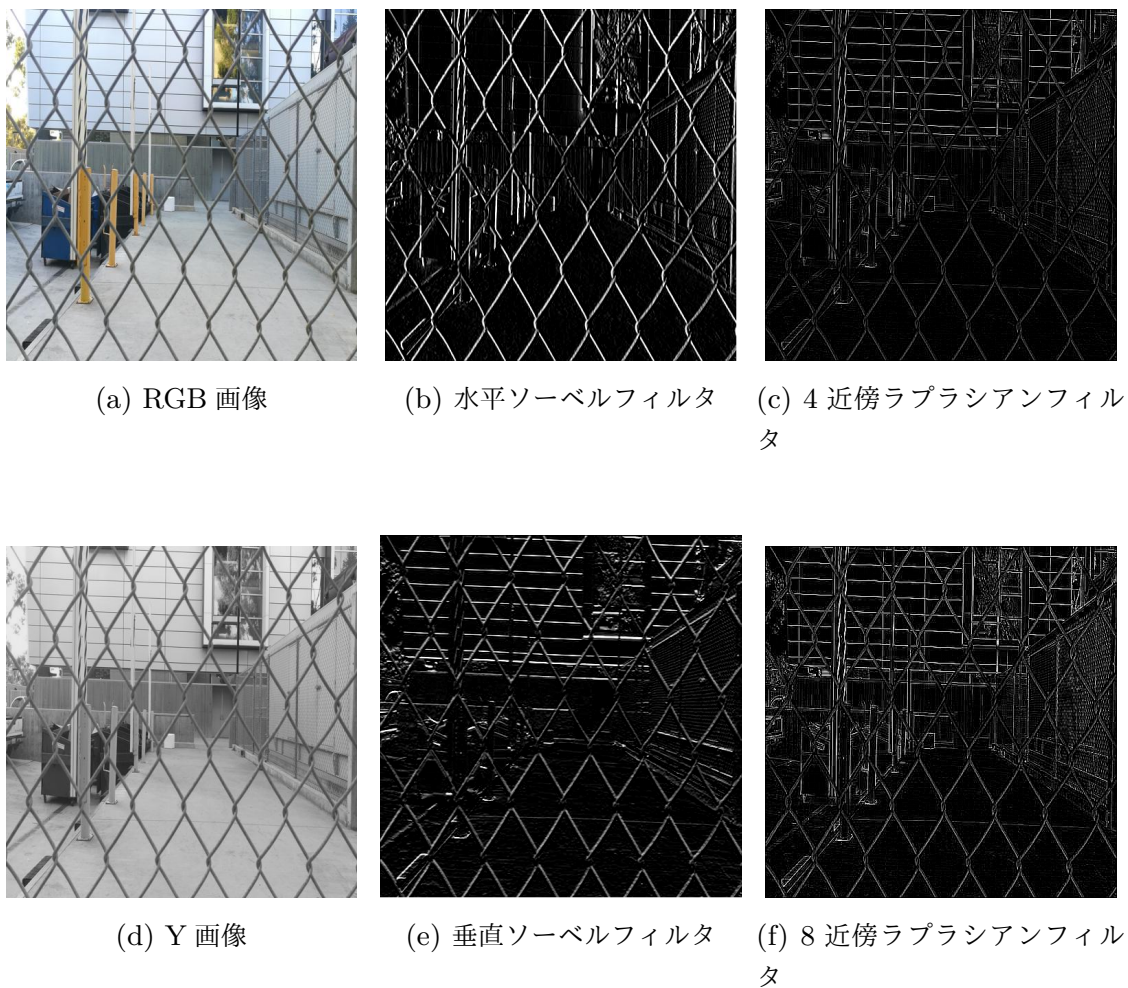 (a) RGB 画像
(b) 水平ソーベルフィルタ
(c) 4 近傍ラプラシアンフィル
タ
(d) Y 画像
(e) 垂直ソーベルフィルタ
(f) 8 近傍ラプラシアンフィル
タ